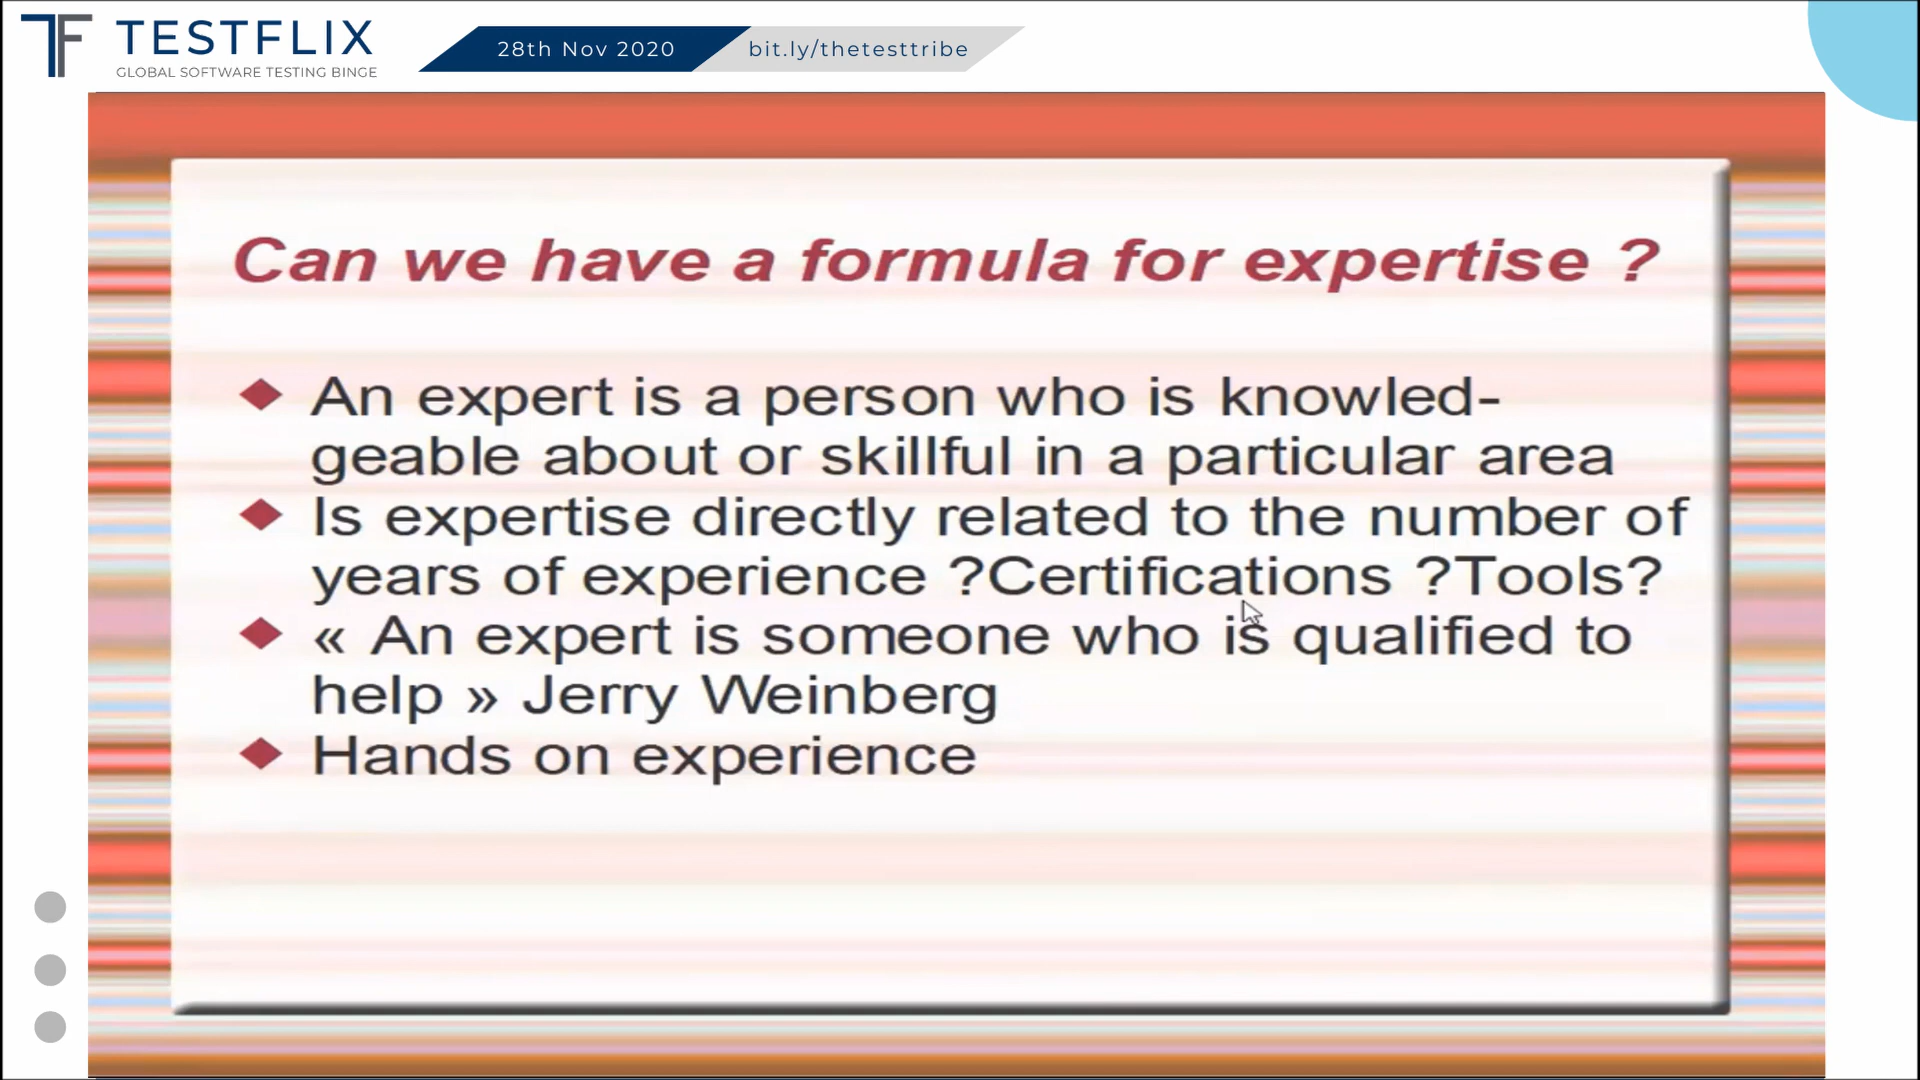 TF TESTFLIX
GLOBAL SOFTWARE TESTING BINGE
28th Nov 2020
bit.ly/thetesttribe
Can we have a formula for expertise ?
An expert is a person who is knowled-
geable about or skillful in a particular area
Is expertise directly related to the number of
years of experience ?Certifications ?Tools?
« An expert is someone who is qualified to
help » Jerry Weinberg
Hands on experience